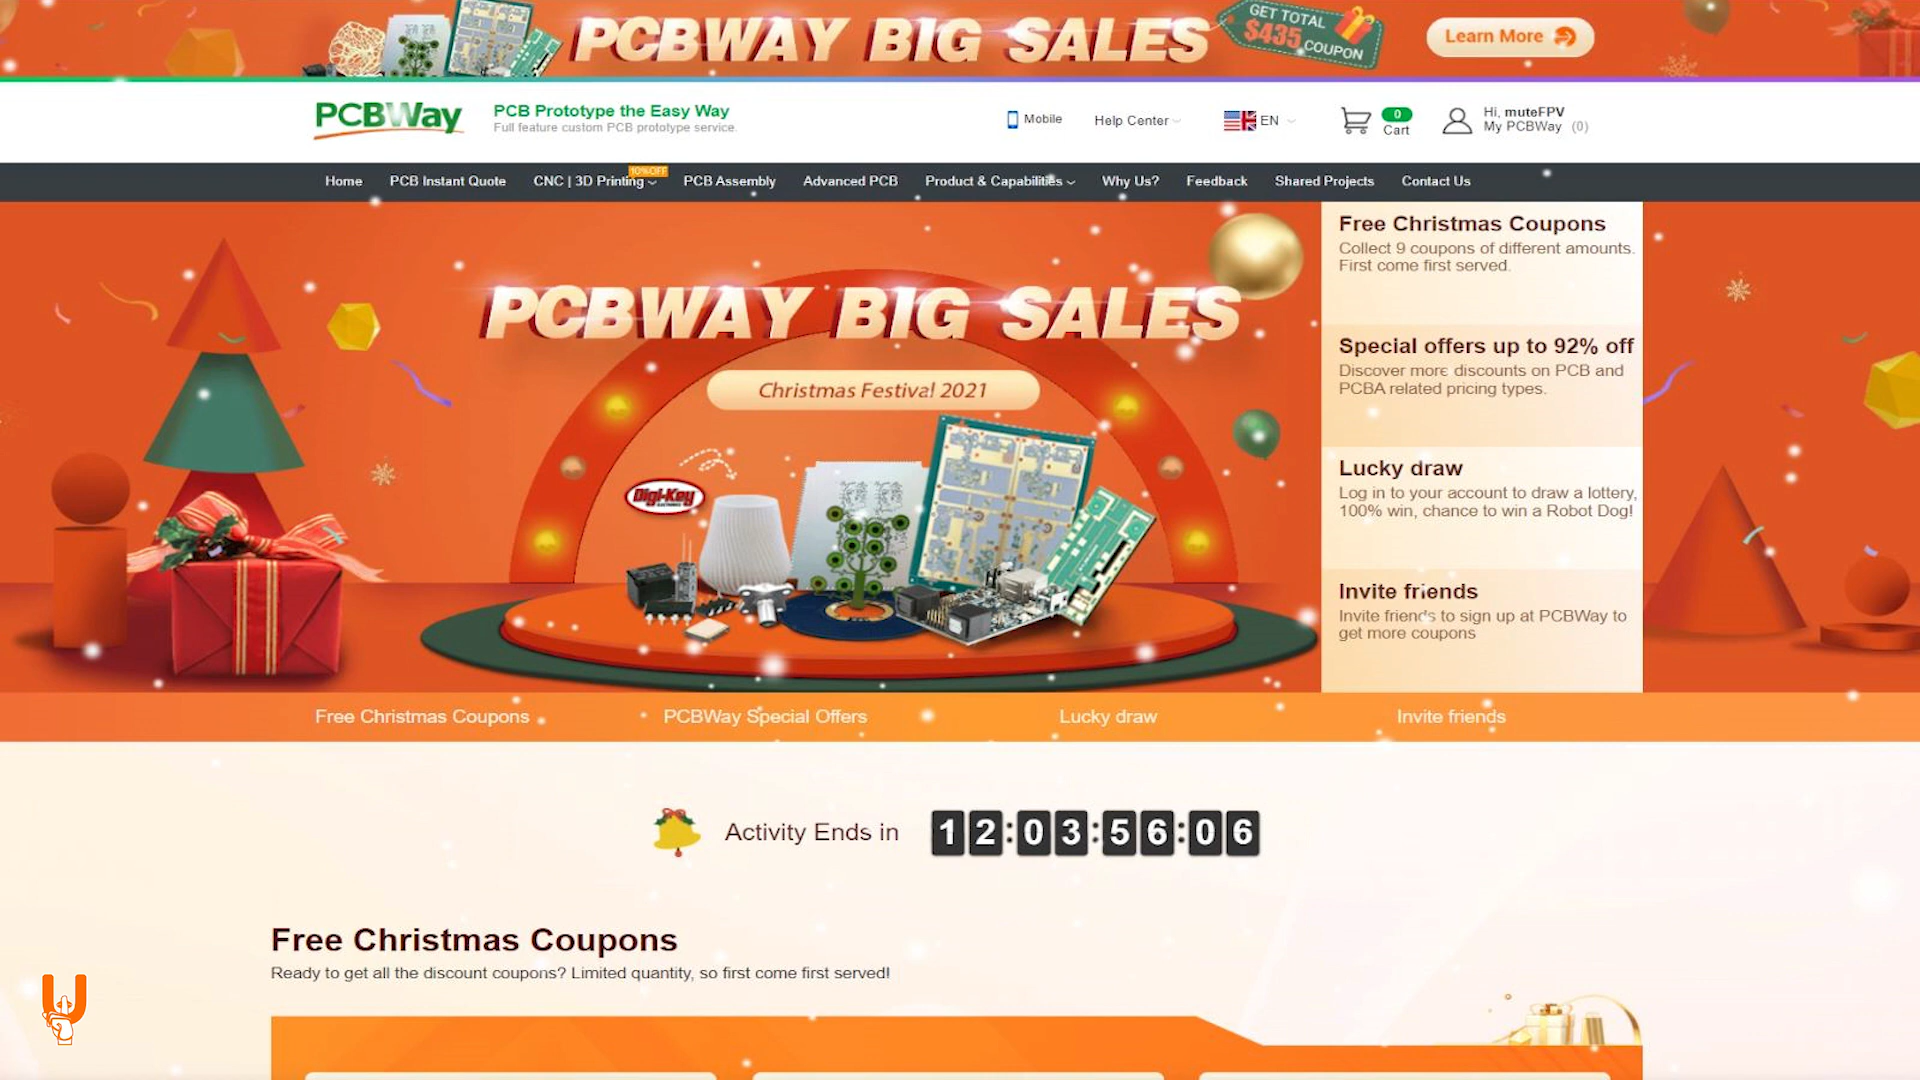 PCBWAY BIG SALES
GET TOTAL
$435 COUPON
Learn More
PCBWay
PCB Prototype the Easy Way
Full feature custom PCB prototype service.
Mobile
Help Center
EN
0
Cart
Hi, muteFPV
My PCBWay (0)
10%OFF
Home
PCB Instant Quote
CNC | 3D Printing
PCB Assembly
Advanced PCB
Product & Capabilities
Why Us?
Feedback
Shared Projects
Contact Us
PCBWAY BIG SALES
Christmas Festival 2021
Digi-Key
ELECTRONICS
Free Christmas Coupons
Collect 9 coupons of different amounts.
First come first served.
Special offers up to 92% off
Discover more discounts on PCB and
PCBA related pricing types.
Lucky draw
Log in to your account to draw a lottery,
100% win, chance to win a Robot Dog!
Invite friends
Invite friends to sign up at PCBWay to
get more coupons
Free Christmas Coupons
PCBWay Special Offers
Lucky draw
Invite friends
Activity Ends in
12:03:56:06
Free Christmas Coupons
Ready to get all the discount coupons? Limited quantity, so first come first served!